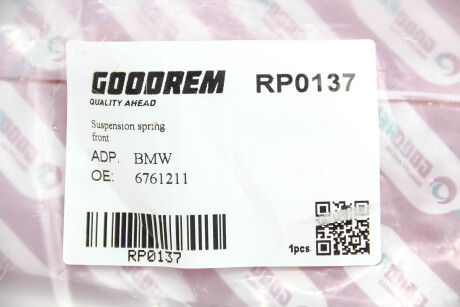 GOODREM RP0137
QUALITY AHEAD
Suspension spring
front
ADP. BMW
OE: 6761211
RP0137
1pcs